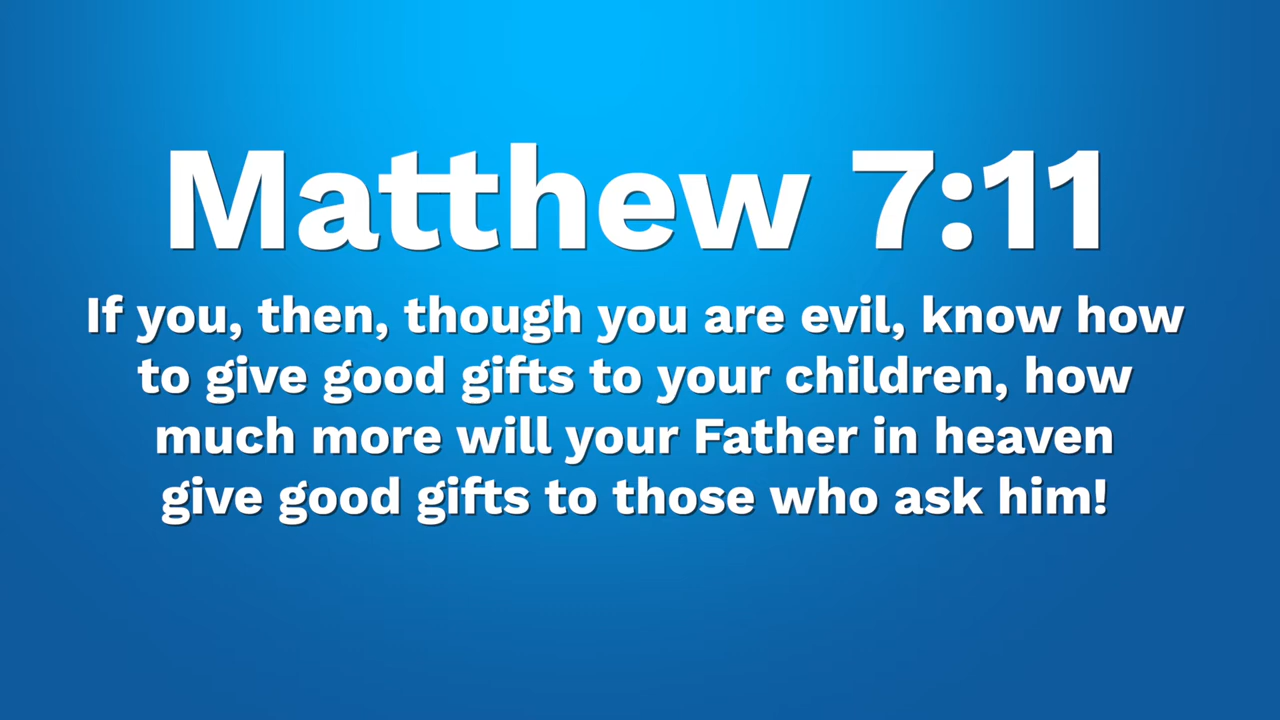 Matthew 7:11
If you, then, though you are evil, know how
to give good gifts to your children, how
much more will your Father in heaven
give good gifts to those who ask him!